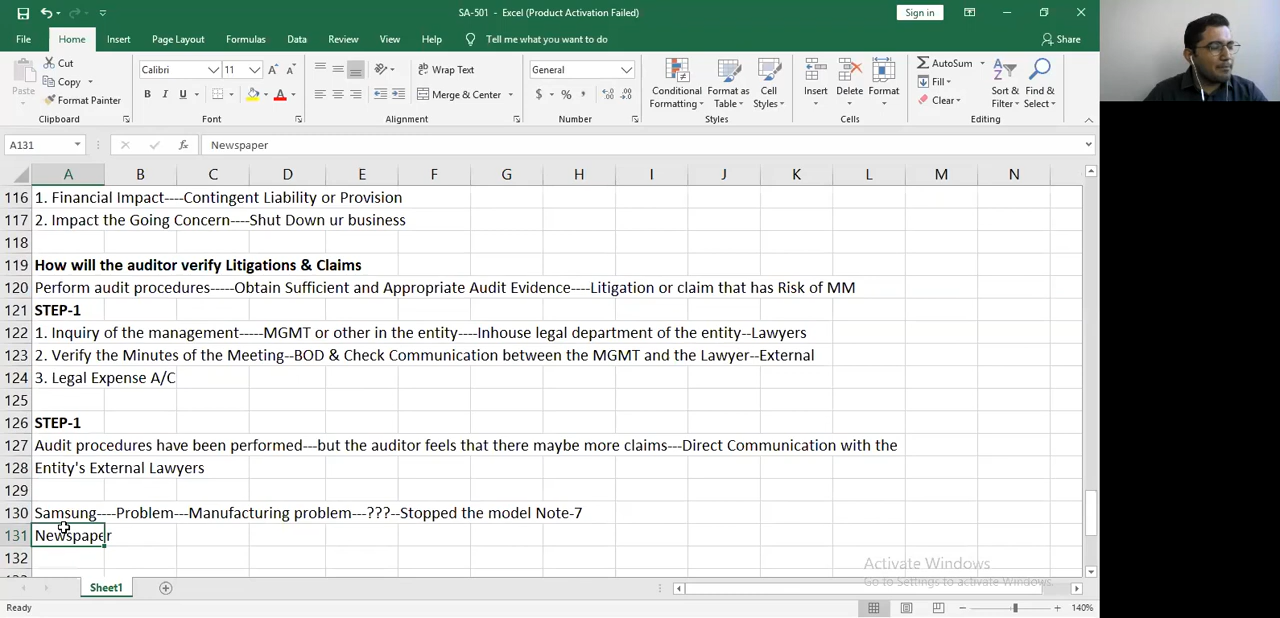 SA-501 - Excel (Product Activation Failed)
Sign in
File Home Insert Page Layout Formulas Data Review View Help Tell me what you want to do Share
Paste
Cut
Copy
Format Painter
Clipboard
Calibri 11
B I U
Font
Wrap Text
Merge & Center
Alignment
General
$ %
Number
Conditional Formatting
Format as Table
Cell Styles
Styles
Insert Delete Format
Cells
AutoSum
Fill
Clear
Sort & Filter
Find & Select
Editing
A131 fx Newspaper
A B C D E F G H I J K L M N
116 1. Financial Impact----Contingent Liability or Provision
117 2. Impact the Going Concern----Shut Down ur business
118
119 How will the auditor verify Litigations & Claims
120 Perform audit procedures-----Obtain Sufficient and Appropriate Audit Evidence----Litigation or claim that has Risk of MM
121 STEP-1
122 1. Inquiry of the management-----MGMT or other in the entity----Inhouse legal department of the entity--Lawyers
123 2. Verify the Minutes of the Meeting--BOD & Check Communication between the MGMT and the Lawyer--External
124 3. Legal Expense A/C
125
126 STEP-1
127 Audit procedures have been performed---but the auditor feels that there maybe more claims---Direct Communication with the
128 Entity's External Lawyers
129
130 Samsung----Problem---Manufacturing problem---???--Stopped the model Note-7
131 Newspaper
132
Activate Windows
Go to Settings to activate Windows.
Sheet1
Ready
140%